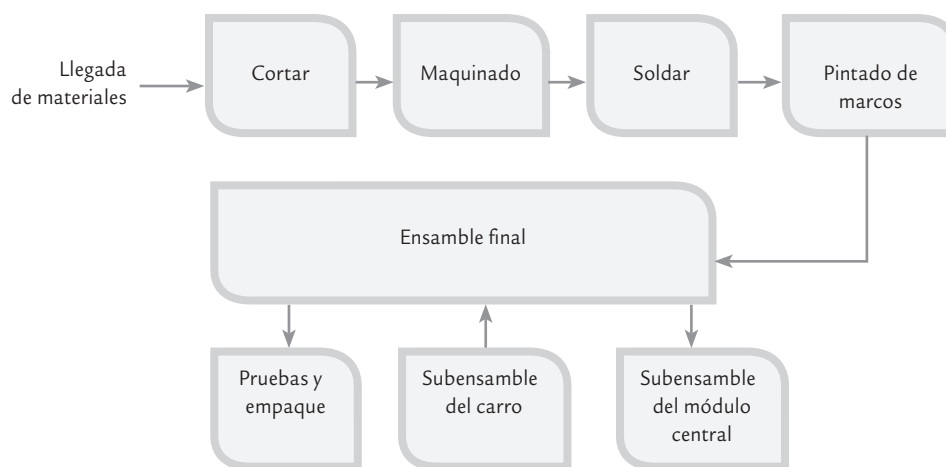 Llegada
de materiales
Cortar
Maquinado
Soldar
Pintado de
marcos
Ensamble final
Pruebas y
empaque
Subensamble
del carro
Subensamble
del módulo
central